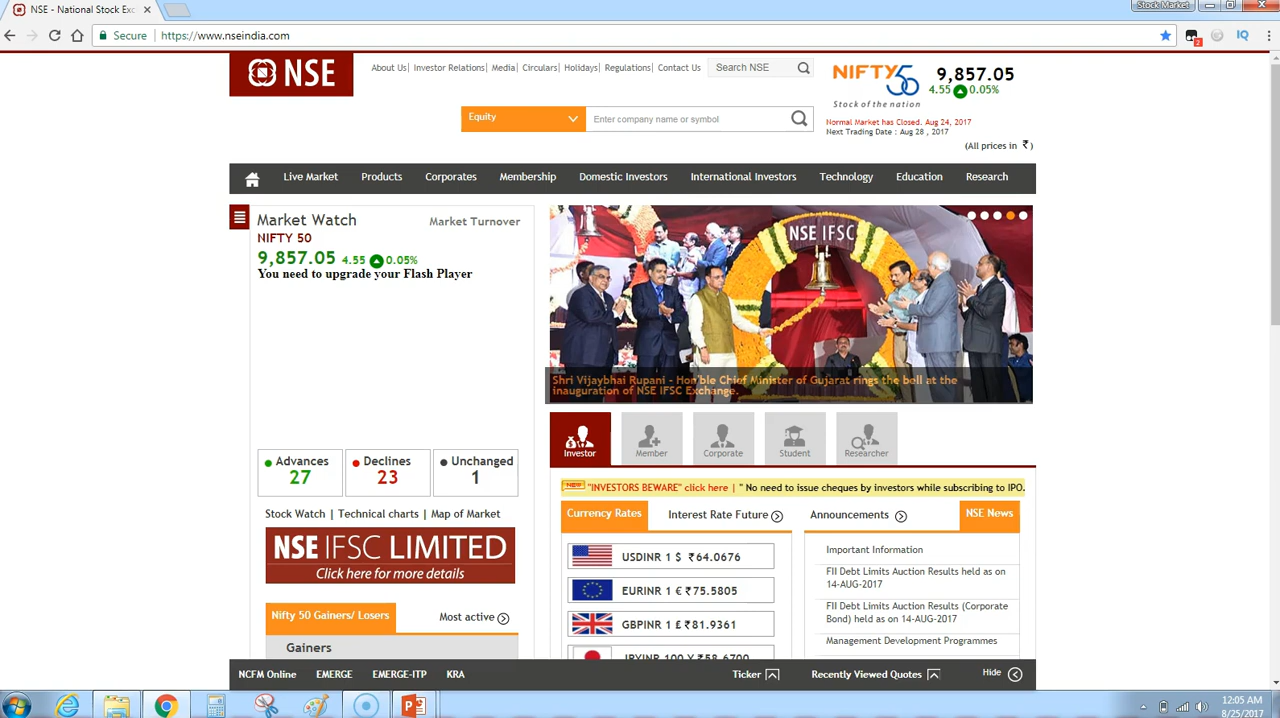 NSE - National Stock Exc
Stock Market
Secure
https://www.nseindia.com
2
IQ
NSE
About Us | Investor Relations | Media | Circulars | Holidays | Regulations | Contact Us
Search NSE
NIFTY 50
Stock of the nation
9,857.05
4.55 0.05%
Equity
Enter company name or symbol
Normal Market has Closed. Aug 24, 2017
Next Trading Date : Aug 28 , 2017
(All prices in ₹ )
Live Market Products Corporates Membership Domestic Investors International Investors Technology Education Research
Market Watch
Market Turnover
NIFTY 50
9,857.05 4.55 0.05%
You need to upgrade your Flash Player
NSE IFSC
Shri Vijaybhai Rupani - Hon'ble Chief Minister of Gujarat rings the bell at the
inauguration of NSE IFSC Exchange.
Investor
Member
Corporate
Student
Researcher
Advances
27
Declines
23
Unchanged
1
NEW "INVESTORS BEWARE" click here | " No need to issue cheques by investors while subscribing to IPO.
Stock Watch | Technical charts | Map of Market
NSE IFSC LIMITED
Click here for more details
Nifty 50 Gainers/ Losers
Most active
Gainers
Currency Rates
Interest Rate Future
USDINR 1 $ ₹64.0676
EURINR 1 € ₹75.5805
GBPINR 1 £ ₹81.9361
JPYINR 100 ¥ ₹58.6700
Announcements
NSE News
Important Information
FII Debt Limits Auction Results held as on
14-AUG-2017
FII Debt Limits Auction Results (Corporate
Bond) held as on 14-AUG-2017
Management Development Programmes
NCFM Online EMERGE EMERGE-ITP KRA
Ticker
Recently Viewed Quotes
Hide
12:05 AM
8/25/2017